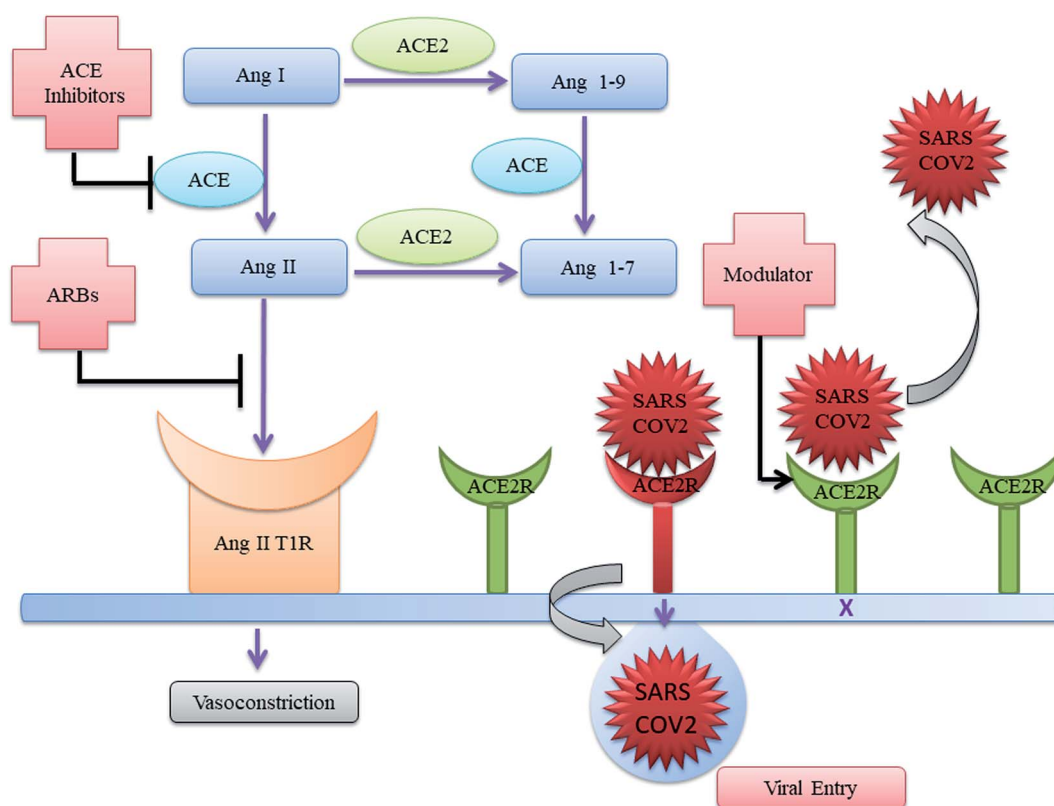 ACE2
ACE
Inhibitors
Ang I
Ang 1-9
SARS
COV2
ACE
ACE
ACE2
Ang II
Ang 1-7
Modulator
ARBs
SARS
COV2
SARS
COV2
ACE2R
ACE2R
ACE2R
ACE2R
Ang II T1R
X
SARS
COV2
Vasoconstriction
Viral Entry